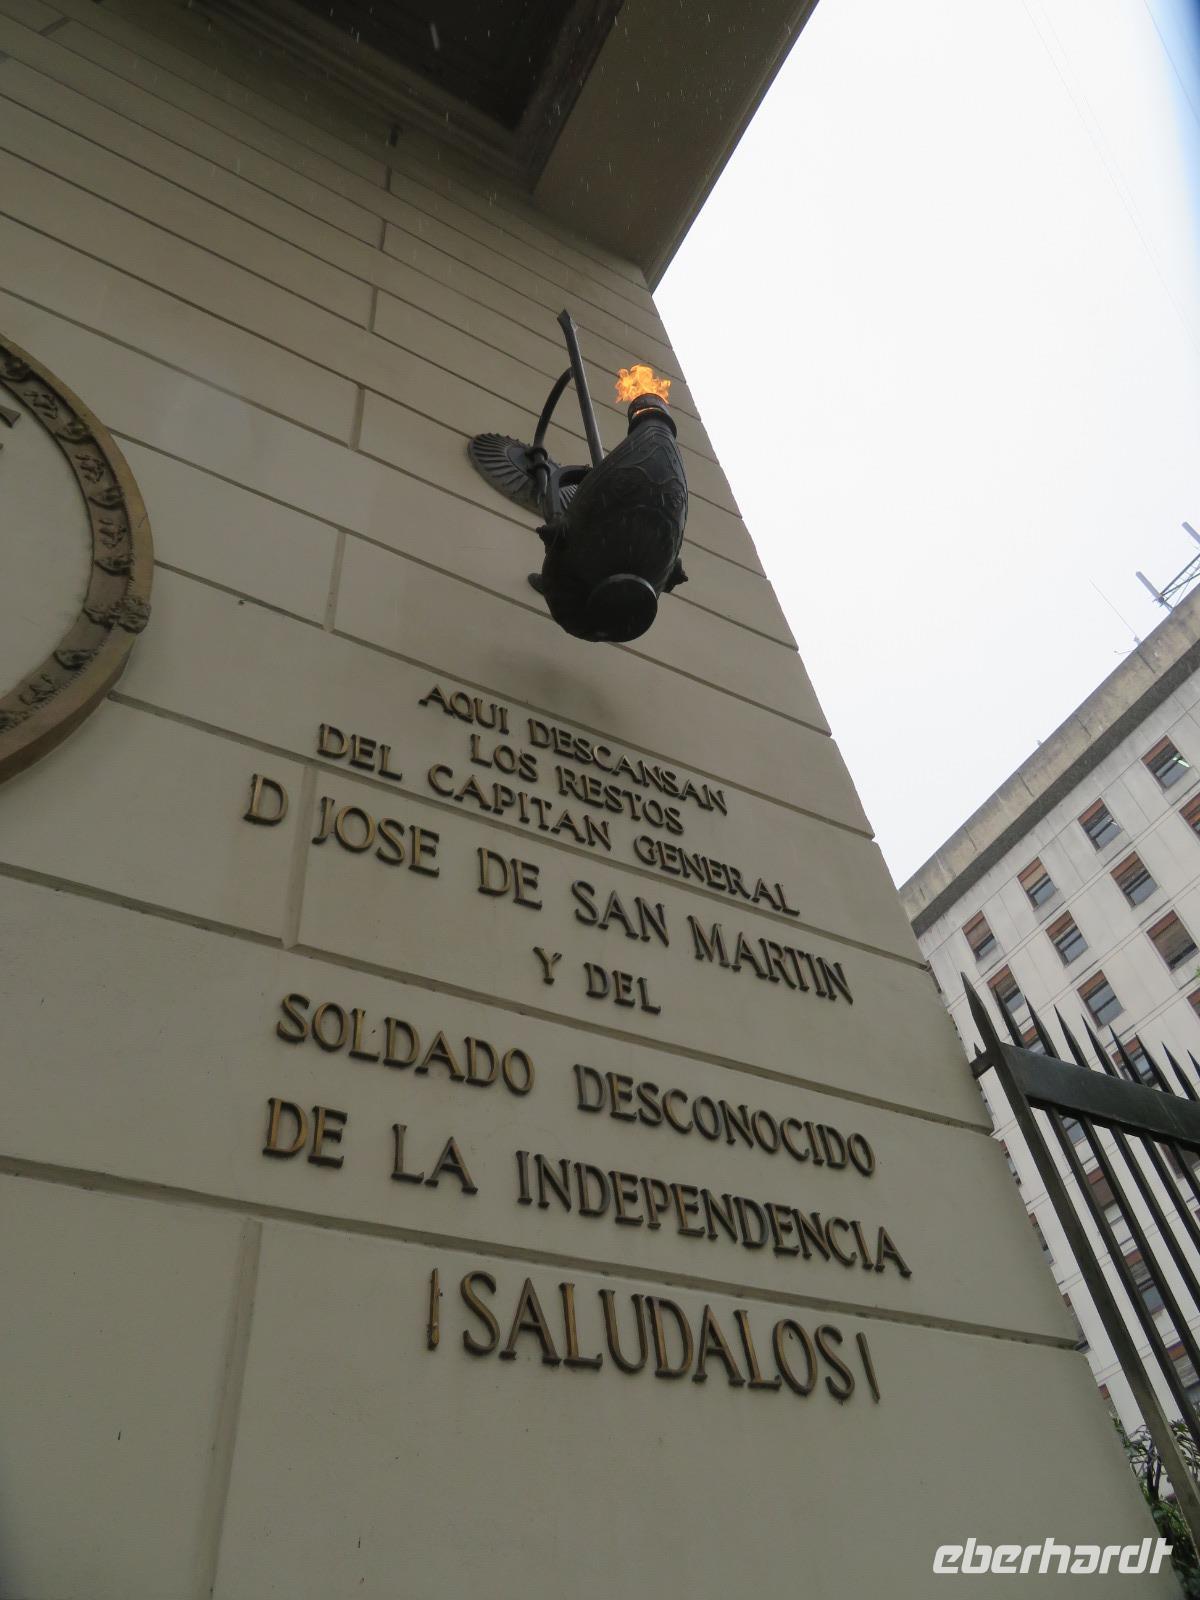 AQUI DESCANSAN
LOS RESTOS
DEL CAPITAN GENERAL
D JOSE DE SAN MARTIN
Y DEL
SOLDADO DESCONOCIDO
DE LA INDEPENDENCIA
¡SALUDALOS!
eberhardt